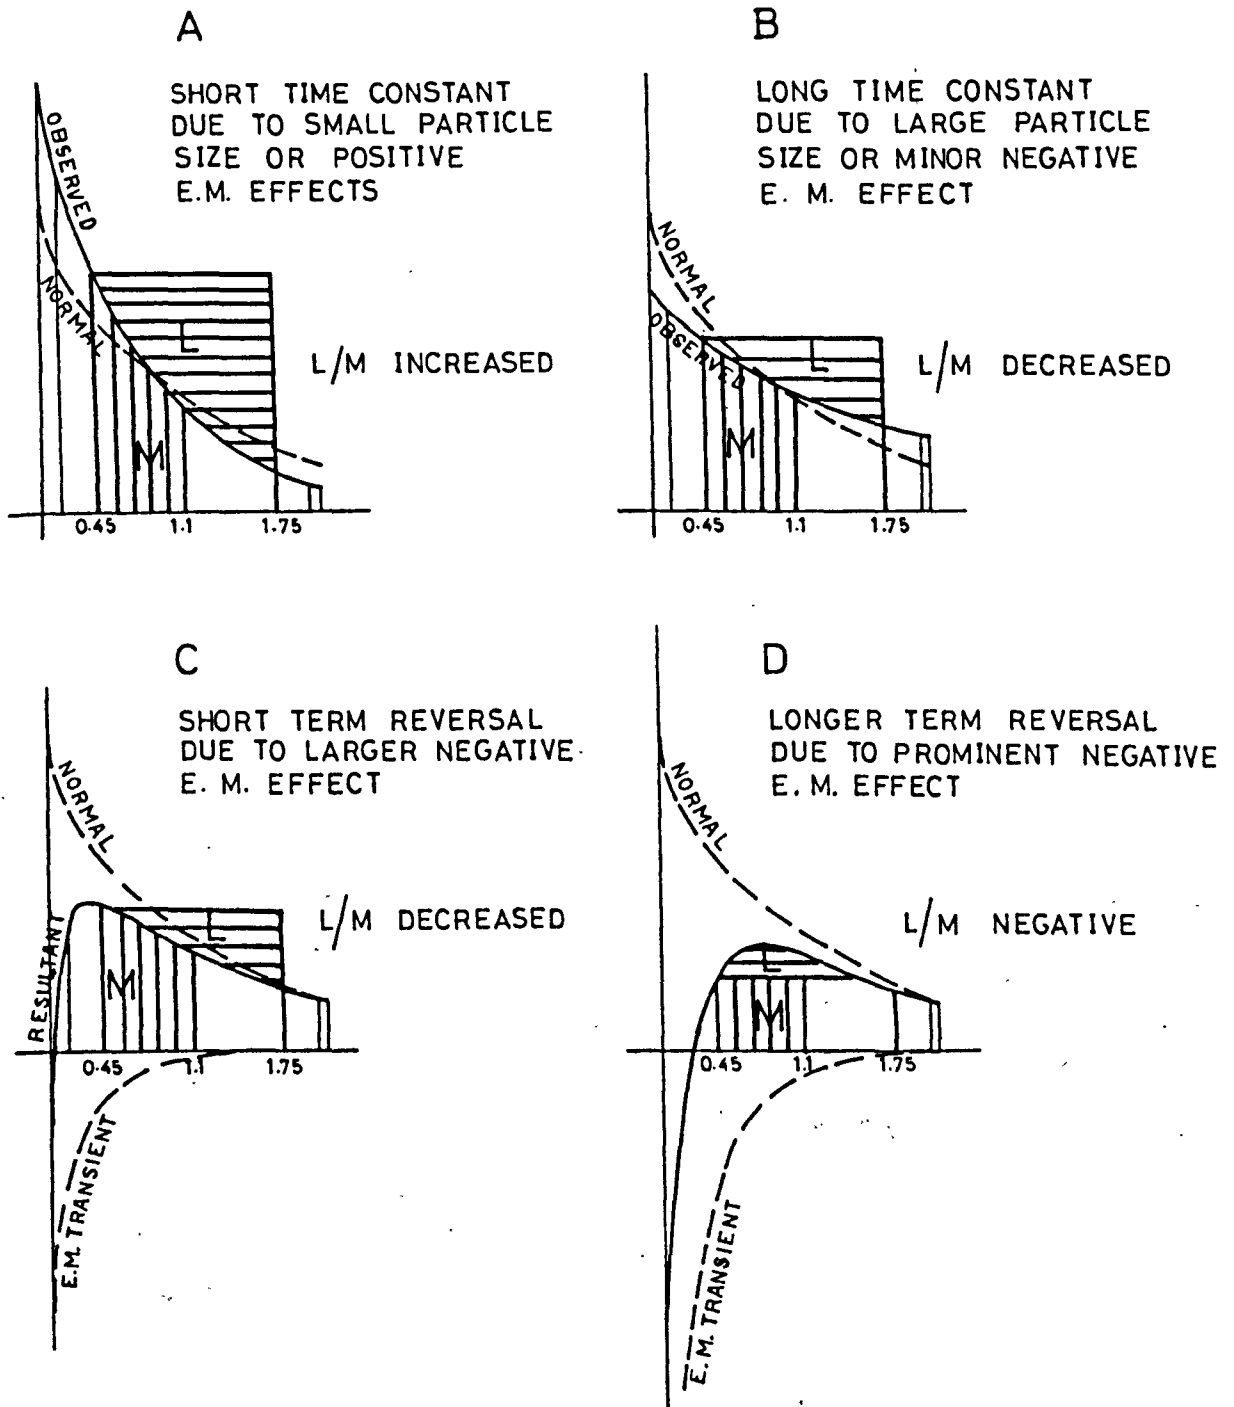 A
SHORT TIME CONSTANT
DUE TO SMALL PARTICLE
SIZE OR POSITIVE
E.M. EFFECTS
OBSERVED
NORMAL
L
L/M INCREASED
M
0.45 1.1 1.75
B
LONG TIME CONSTANT
DUE TO LARGE PARTICLE
SIZE OR MINOR NEGATIVE
E. M. EFFECT
NORMAL
OBSERVED
L
L/M DECREASED
M
0.45 1.1 1.75
C
SHORT TERM REVERSAL
DUE TO LARGER NEGATIVE
E. M. EFFECT
NORMAL
L
L/M DECREASED
RESULTANT
M
0.45 1.1 1.75
E.M. TRANSIENT
D
LONGER TERM REVERSAL
DUE TO PROMINENT NEGATIVE
E. M. EFFECT
NORMAL
L/M NEGATIVE
L
M
0.45 1.1 1.75
E.M. TRANSIENT